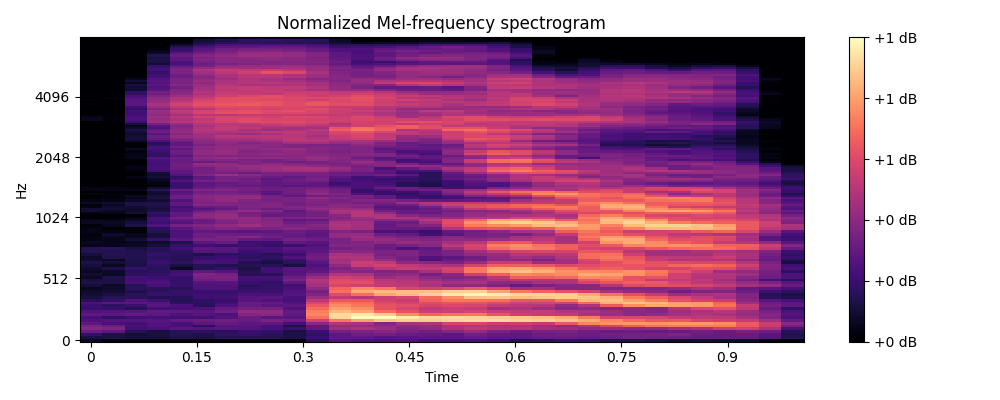 Normalized Mel-frequency spectrogram
Hz
4096
2048
1024
512
0
0 0.15 0.3 0.45 0.6 0.75 0.9
Time
+1 dB
+1 dB
+1 dB
+0 dB
+0 dB
+0 dB